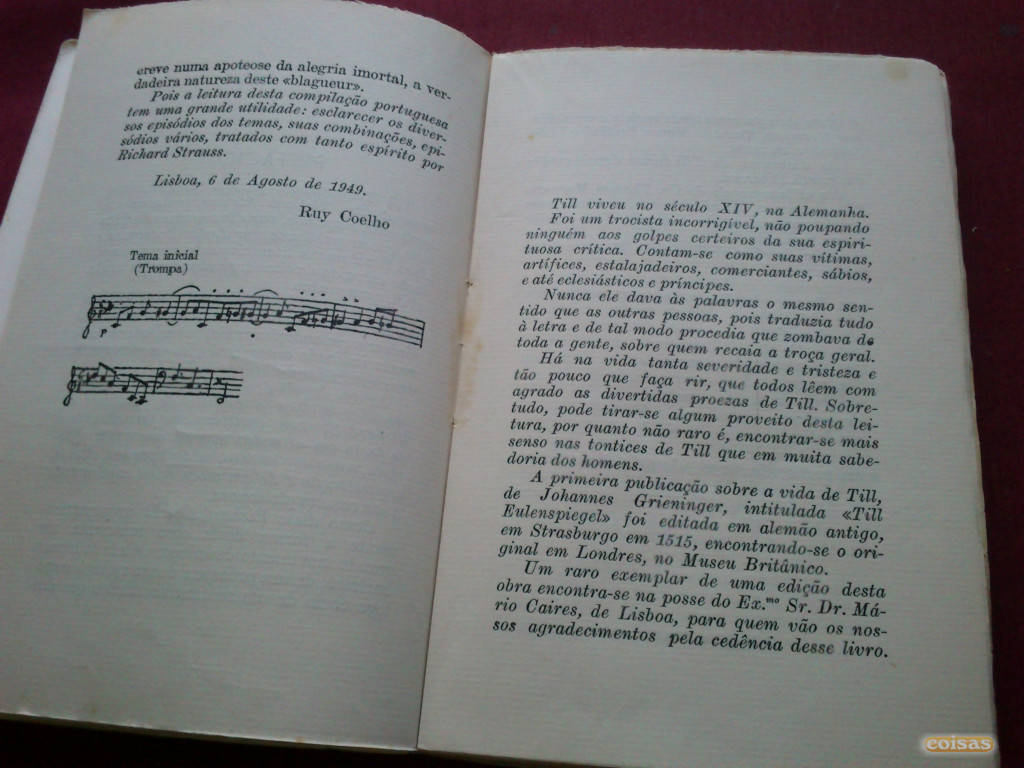 creve numa apoteose da alegria imortal, a ver-
dadeira natureza deste «blagueur».
Pois a leitura desta compilação portuguesa
tem uma grande utilidade: esclarecer os diver-
sos episódios dos temas, suas combinações, epi-
sódios vários, tratados com tanto espírito por
Richard Strauss.
Lisboa, 6 de Agosto de 1949.
Ruy Coelho
Tema inicial
(Trompa)
p
Till viveu no século XIV, na Alemanha.
Foi um trocista incorrigível, não poupando
ninguém aos golpes certeiros da sua espiri-
tuosa crítica. Contam-se como suas vítimas,
artífices, estalajadeiros, comerciantes, sábios,
e até eclesiásticos e príncipes.
Nunca ele dava às palavras o mesmo sen-
tido que as outras pessoas, pois traduzia tudo
à letra e de tal modo procedia que zombava de
toda a gente, sobre quem recaia a troça geral.
Há na vida tanta severidade e tristeza e
tão pouco que faça rir, que todos lêem com
agrado as divertidas proezas de Till. Sobre-
tudo, pode tirar-se algum proveito desta lei-
tura, por quanto não raro é, encontrar-se mais
senso nas tontices de Till que em muita sabe-
doria dos homens.
A primeira publicação sobre a vida de Till,
de Johannes Grieninger, intitulada «Till
Eulenspiegel» foi editada em alemão antigo,
em Strasburgo em 1515, encontrando-se o ori-
ginal em Londres, no Museu Britânico.
Um raro exemplar de uma edição desta
obra encontra-se na posse do Ex.mo Sr. Dr. Má-
rio Caires, de Lisboa, para quem vão os nos-
sos agradecimentos pela cedência desse livro.
coisas